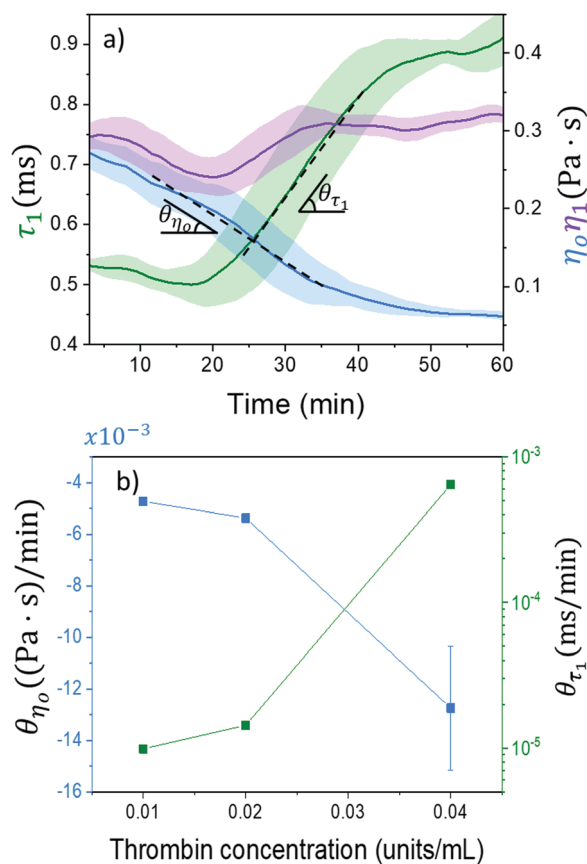 a)
0.9
0.8
0.7
0.6
0.5
0.4
τ₁(ms)
0.4
0.3
0.2
0.1
ηₒη₁(Pa · s)
θηₒ
θτ₁
10 20 30 40 50 60
Time (min)
x10⁻³
b)
-4
-6
-8
-10
-12
-13
-14
-16
θηₒ((Pa · s)/min)
10⁻³
10⁻⁴
10⁻⁵
θτ₁(ms/min)
0.01 0.02 0.03 0.04
Thrombin concentration (units/mL)